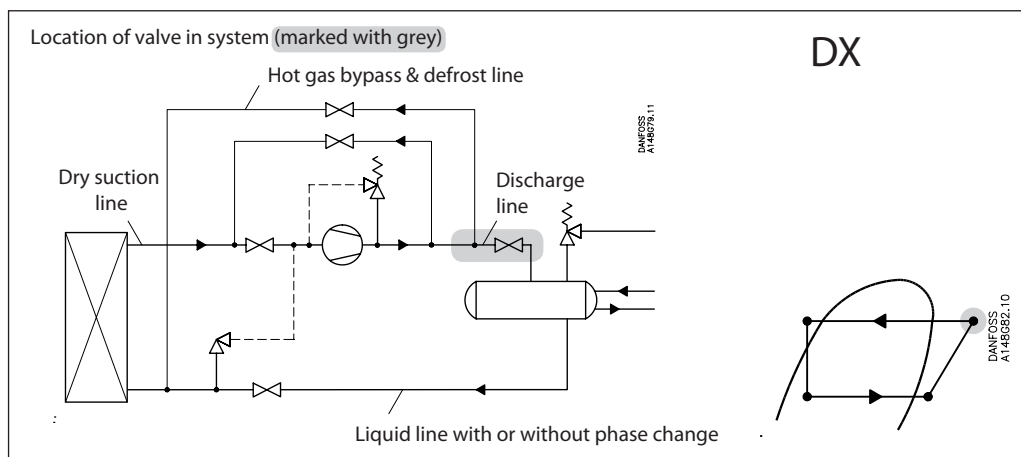 Location of valve in system (marked with grey)
DX
Hot gas bypass & defrost line
DANFOSS
A148G79.11
Dry suction
line
Discharge
line
DANFOSS
A148G82.10
Liquid line with or without phase change